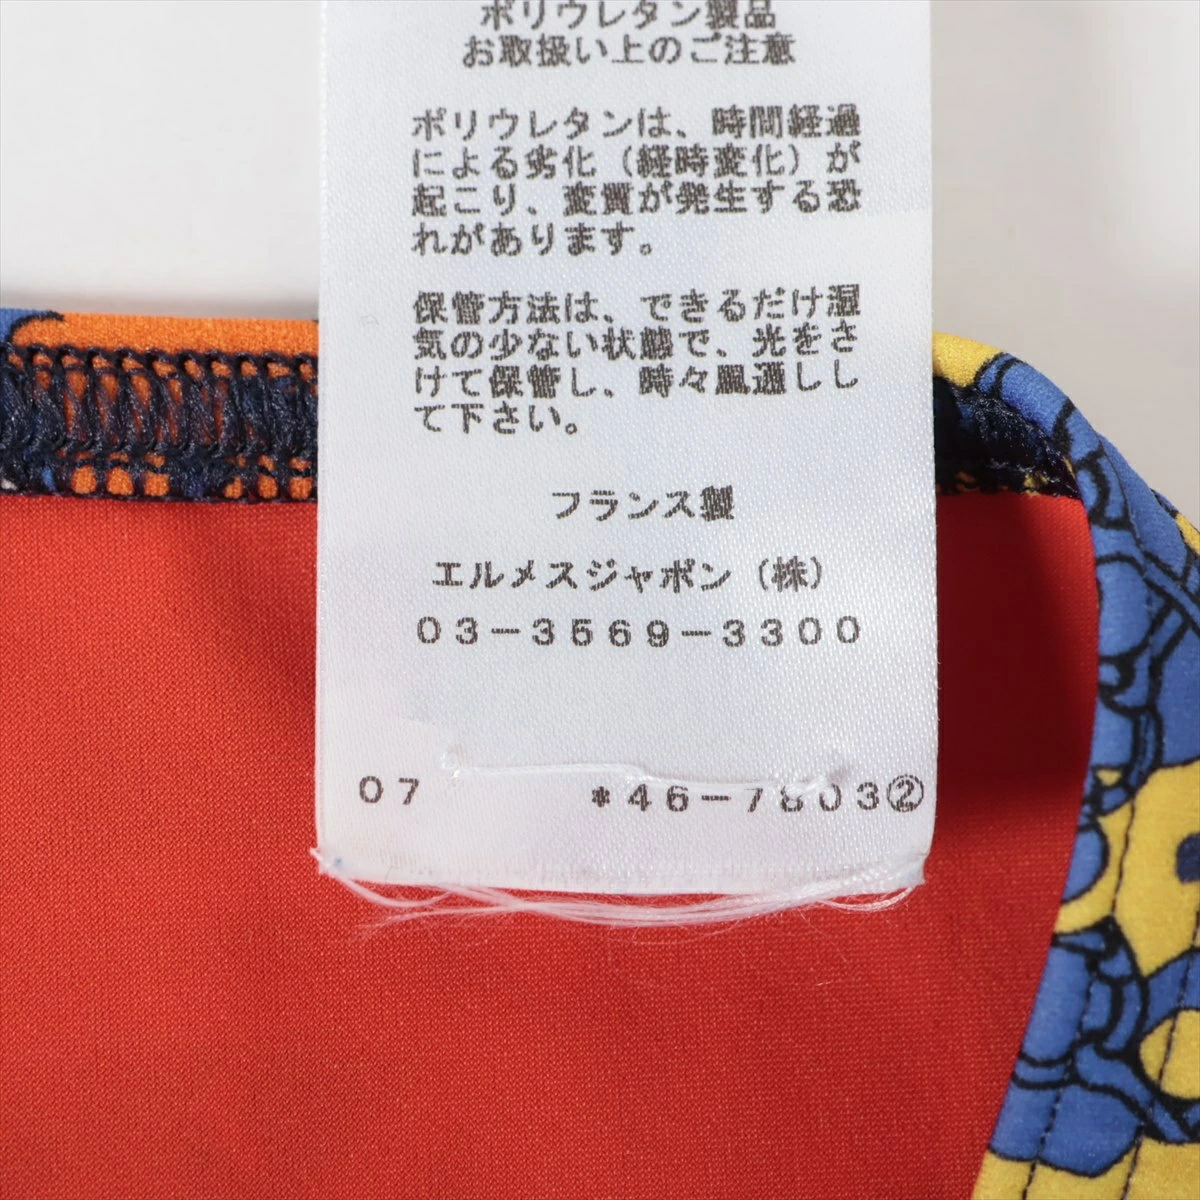 ポリウレタン製品
お取扱い上のご注意
ポリウレタンは、時間経過
による劣化（経時変化）が
起こり、変質が発生する恐
れがあります。
保管方法は、できるだけ湿
気の少ない状態で、光をさ
けて保管し、時々風通しし
て下さい。
フランス製
エルメスジャポン（株）
03-3569-3300
07 *46-7803②